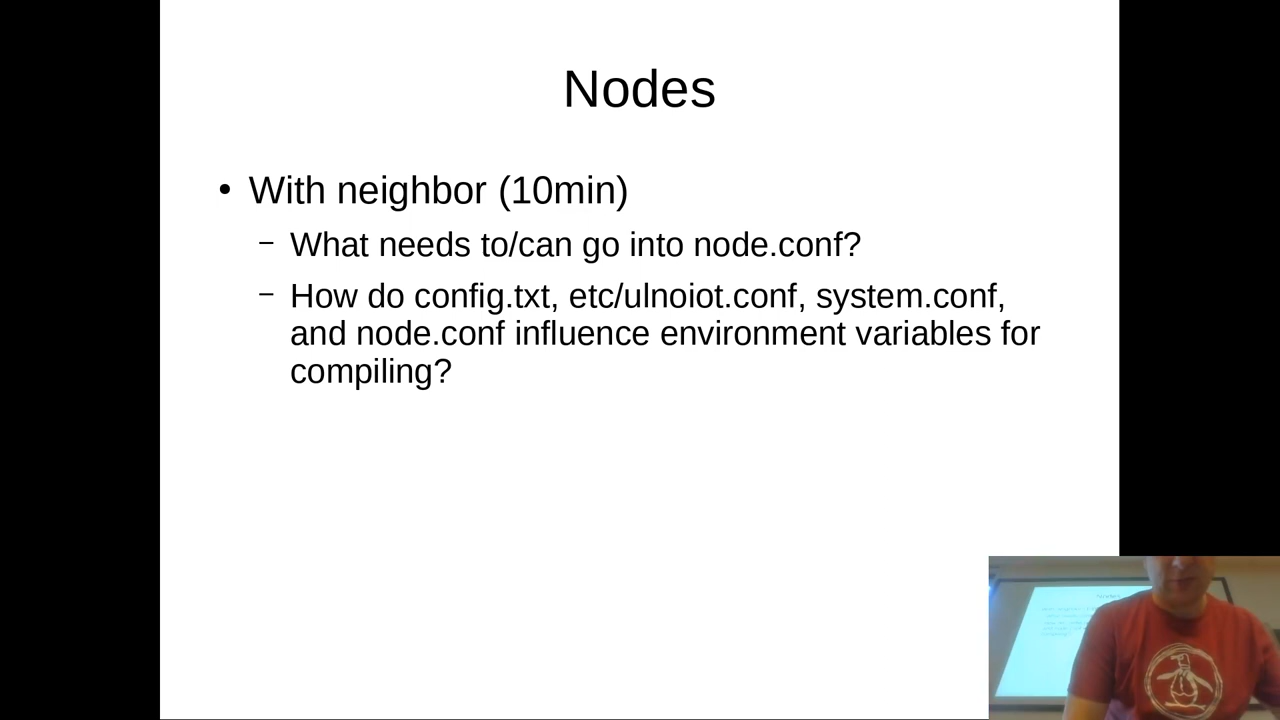 Nodes
• With neighbor (10min)
– What needs to/can go into node.conf?
– How do config.txt, etc/ulnoiot.conf, system.conf,
and node.conf influence environment variables for
compiling?
Nodes